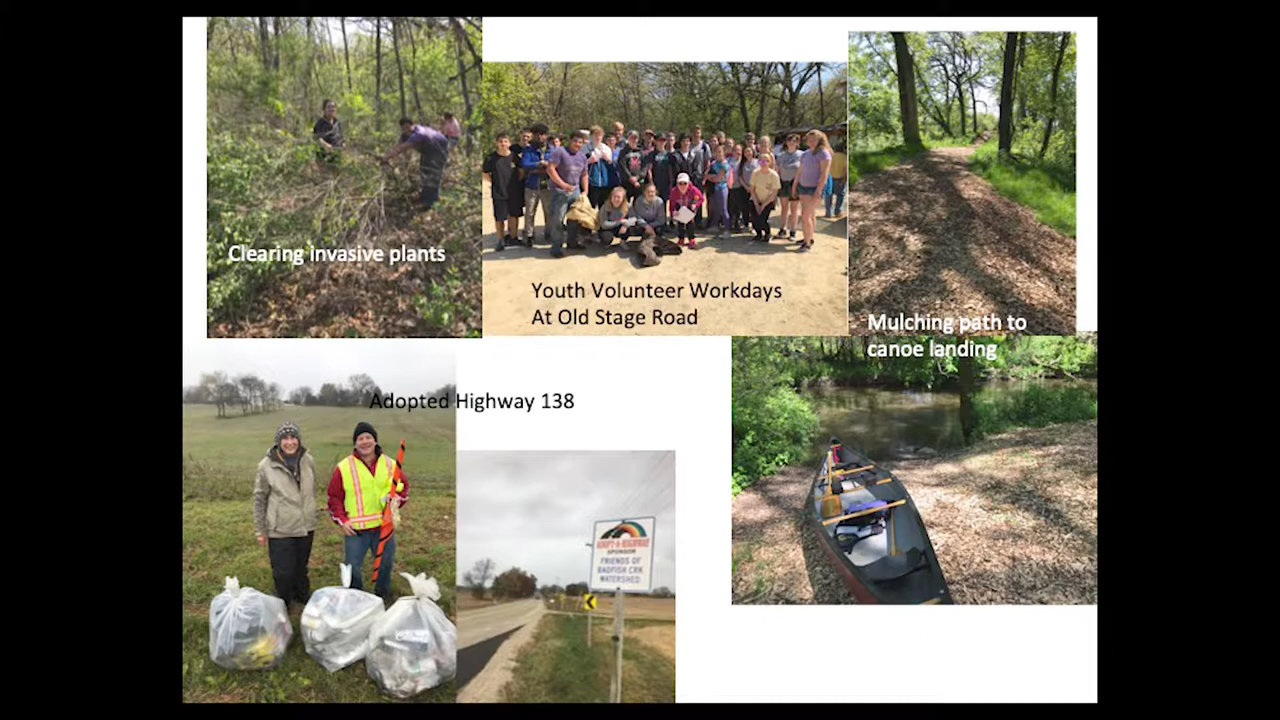 Clearing invasive plants
Youth Volunteer Workdays
At Old Stage Road
Mulching path to
canoe landing
Adopted Highway 138
ADOPT-A-HIGHWAY
SPONSOR
FRIENDS OF
BADFISH CRK
WATERSHED